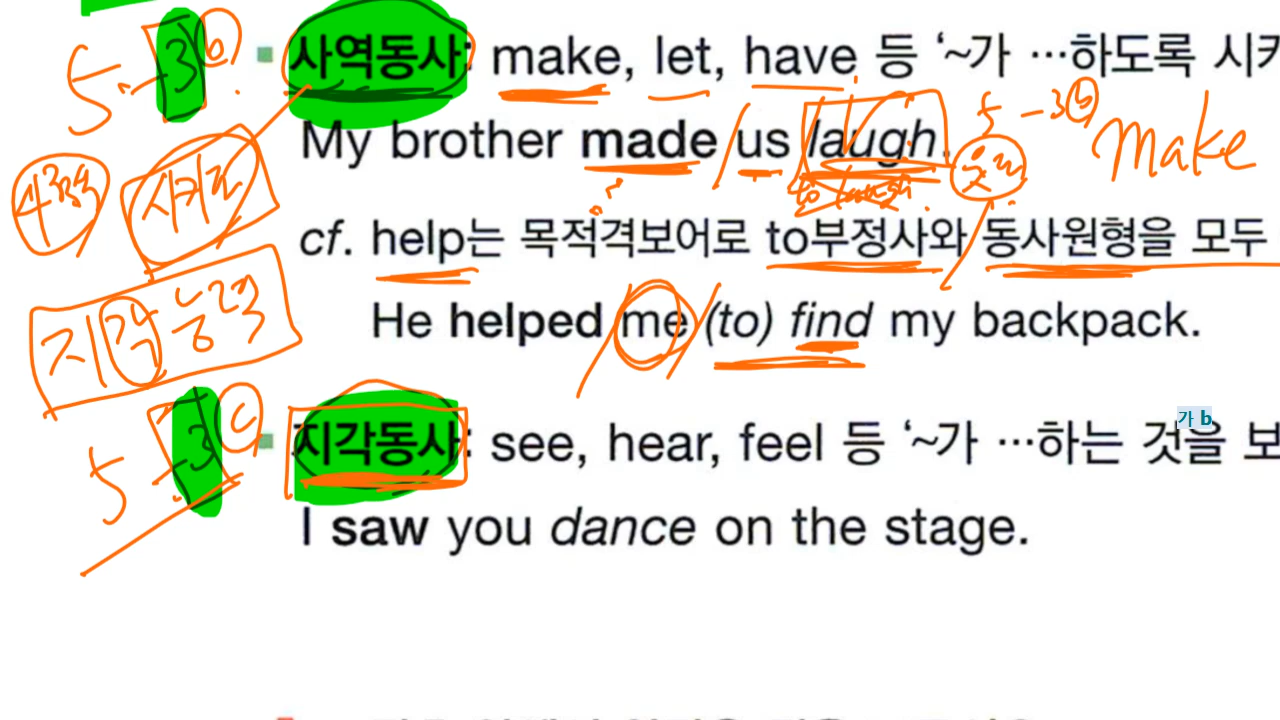 5-3 ⓑ
사역동사: make, let, have 등 ‘~가 …하도록 시키
5 -3ⓑ make
My brother made us laugh.
사역 시키다
cf. help는 목적격보어로 to부정사와 동사원형을 모두
지각 능력
He helped me (to) find my backpack.
5-3 ⓒ
가 b
지각동사: see, hear, feel 등 ‘~가 …하는 것을 보
I saw you dance on the stage.